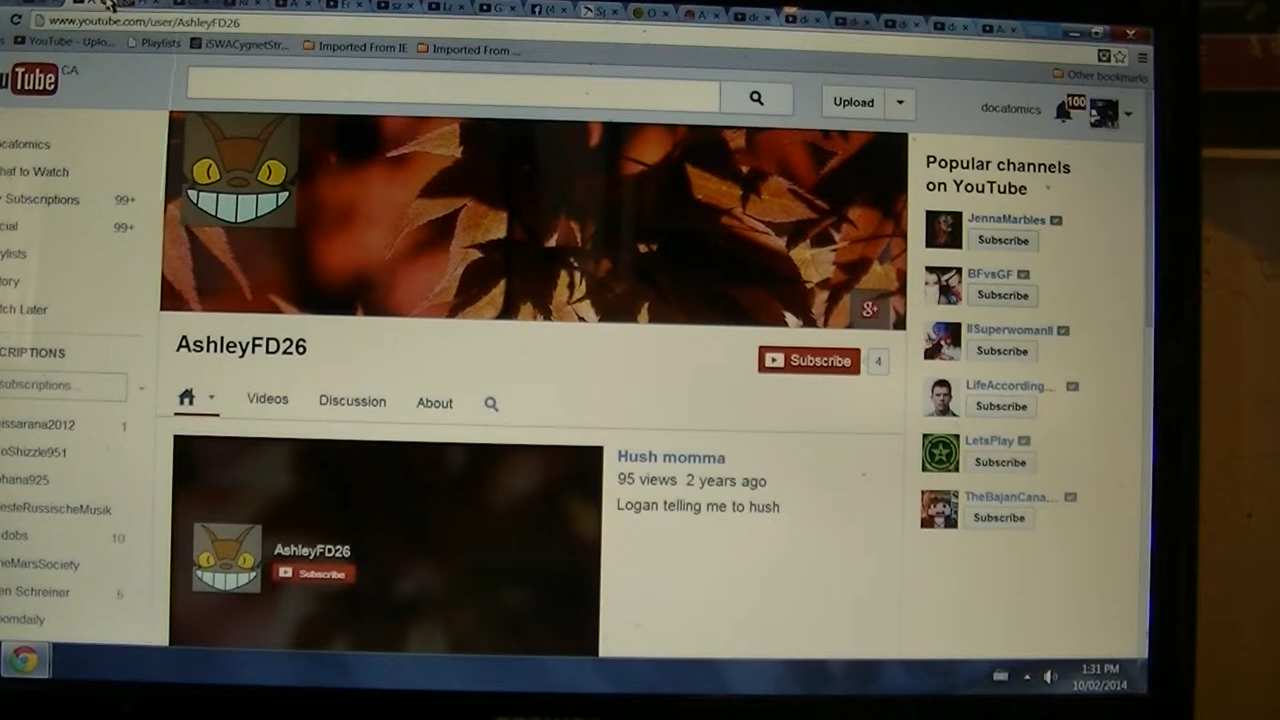 www.youtube.com/user/AshleyFD26
YouTube - Uplo...
Playlists
iSWACygnetStr...
Imported From IE
Imported From ...
Other bookmarks
uTube CA
Upload
docatomics
100
ocatomics
hat to Watch
Subscriptions 99+
cial 99+
ylists
tory
tch Later
CRIPTIONS
subscriptions...
issarana2012 1
oShizzle951
ohana925
esteRussischeMusik
dobs 10
heMarsSociety
en Schreiner 5
omdaily
g+
AshleyFD26
Subscribe 4
Videos
Discussion
About
AshleyFD26
Subscribe
Hush momma
95 views 2 years ago
Logan telling me to hush
Popular channels
on YouTube
JennaMarbles
Subscribe
BFvsGF
Subscribe
IISuperwomanII
Subscribe
LifeAccording...
Subscribe
LetsPlay
Subscribe
TheBajanCana...
Subscribe
1:31 PM
10/02/2014